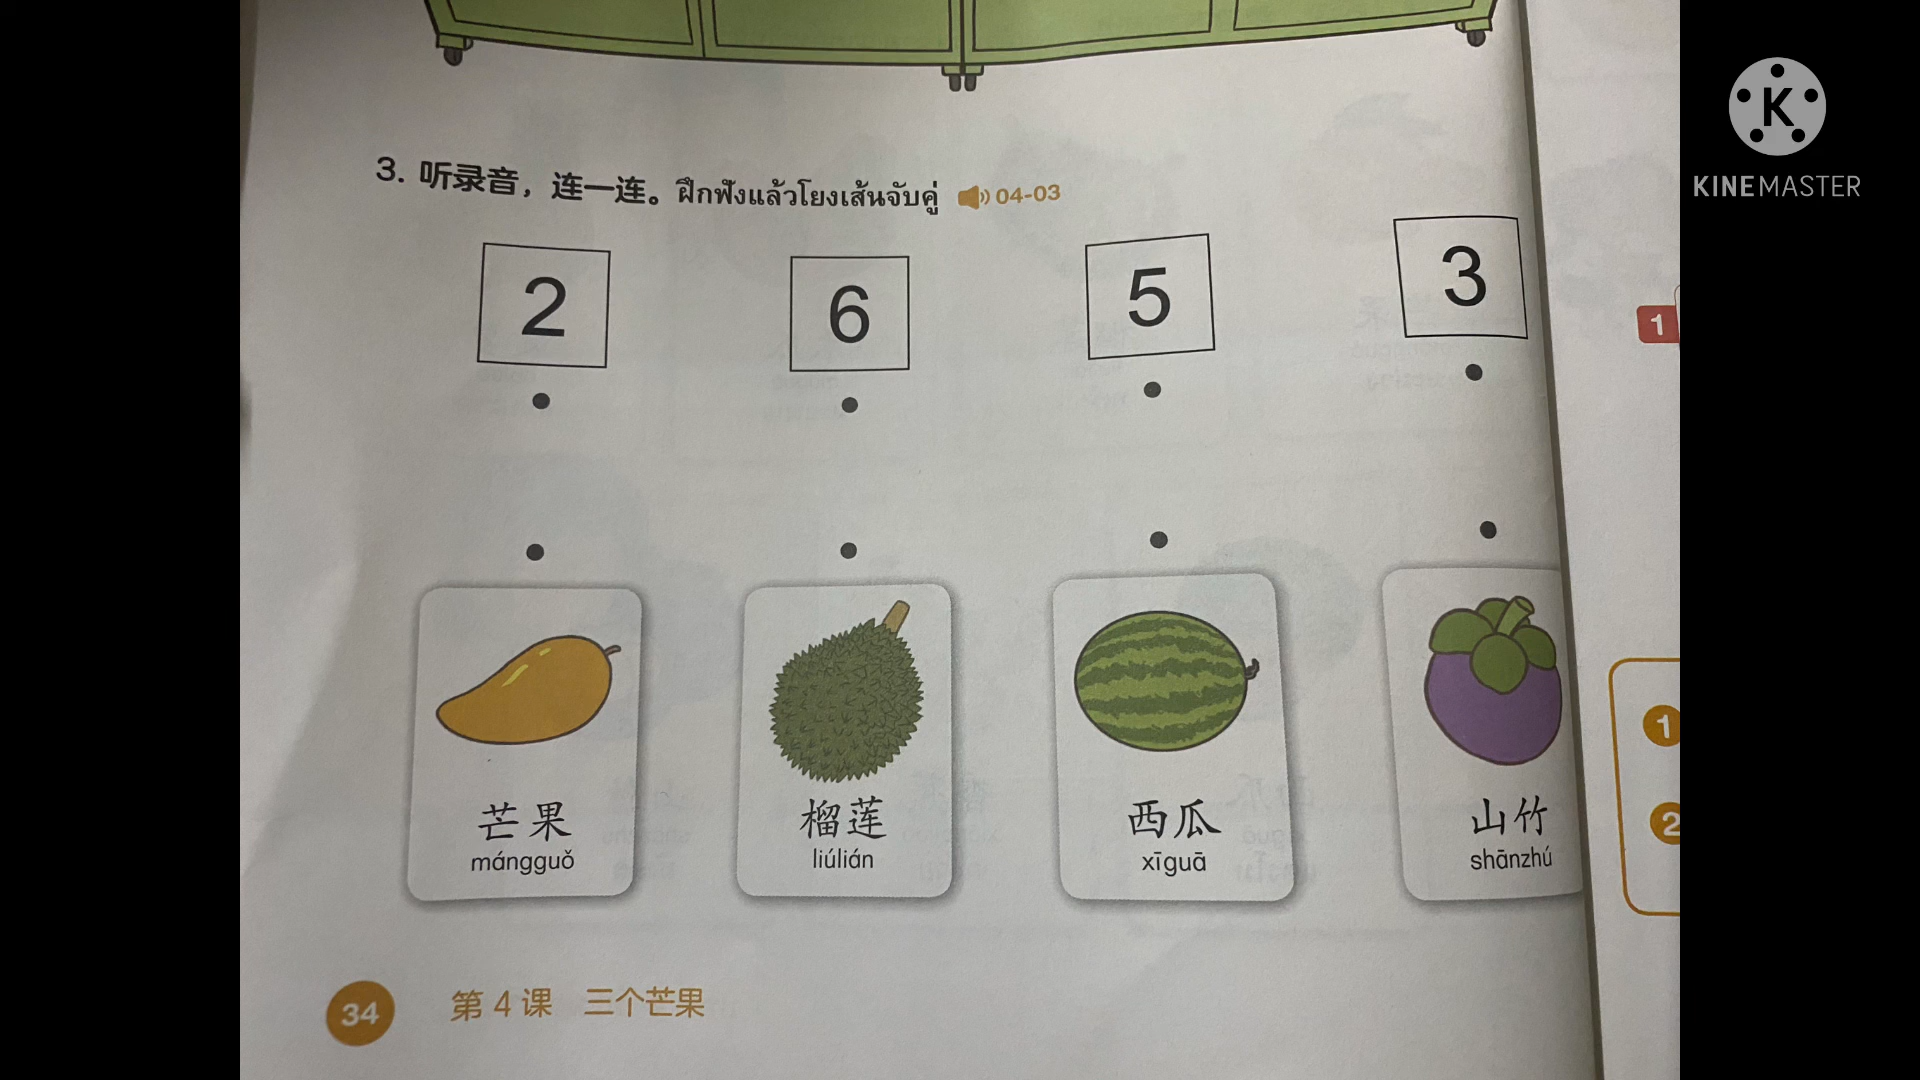 3. 听录音，连一连。ฝึกฟังแล้วโยงเส้นจับคู่ 04-03
2 6 5 3
芒果 榴莲 西瓜 山竹
mángguǒ liúlián xīguā shānzhú
34 第 4 课 三个芒果
1
1
2
K
KINEMASTER